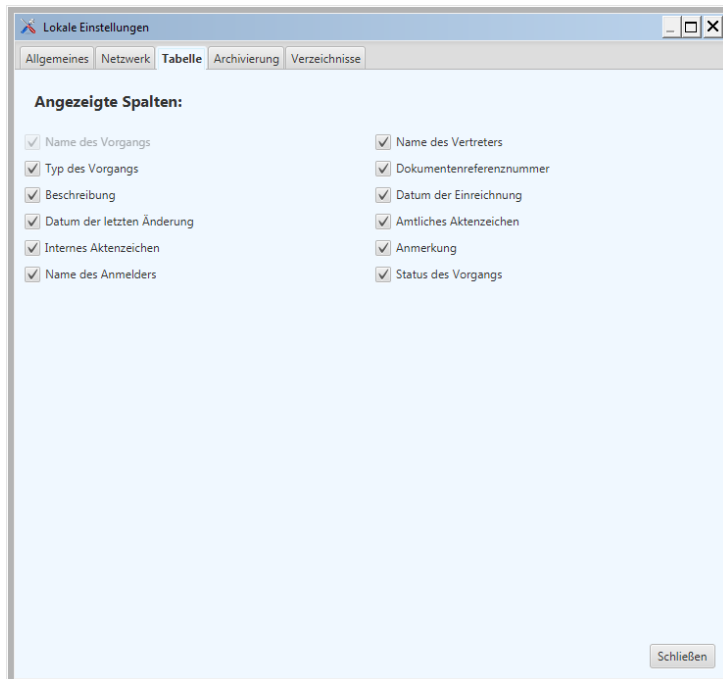 Lokale Einstellungen
Allgemeines Netzwerk Tabelle Archivierung Verzeichnisse
Angezeigte Spalten:
Name des Vorgangs
Typ des Vorgangs
Beschreibung
Datum der letzten Änderung
Internes Aktenzeichen
Name des Anmelders
Name des Vertreters
Dokumentenreferenznummer
Datum der Einreichnung
Amtliches Aktenzeichen
Anmerkung
Status des Vorgangs
Schließen